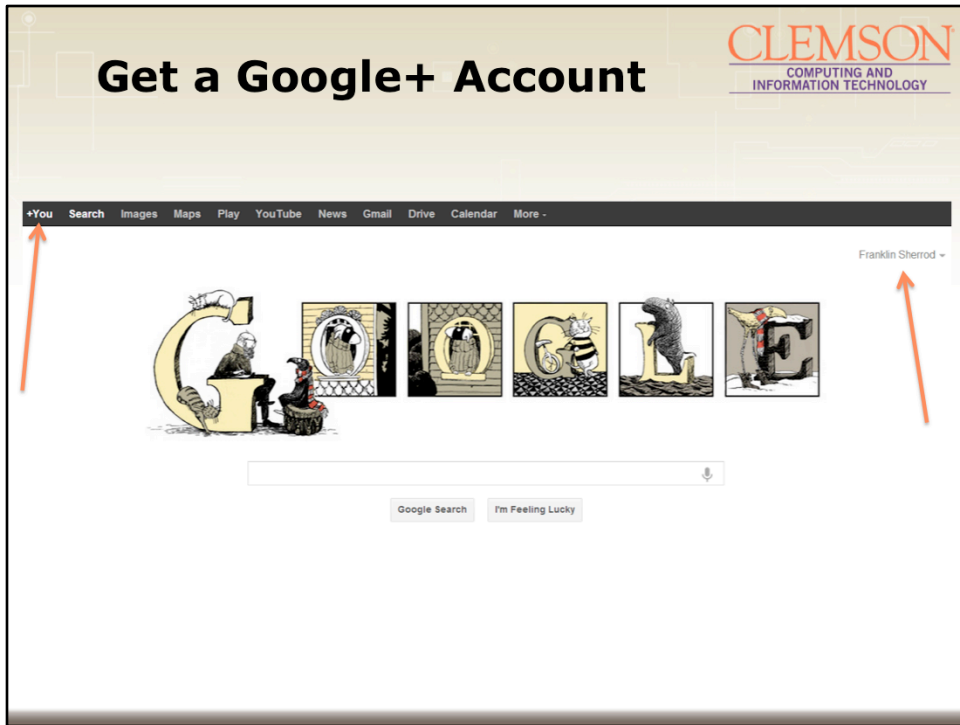 Get a Google+ Account
CLEMSON
COMPUTING AND
INFORMATION TECHNOLOGY
+You Search Images Maps Play YouTube News Gmail Drive Calendar More -
Franklin Sherrod
GOOGLE
Google Search I'm Feeling Lucky